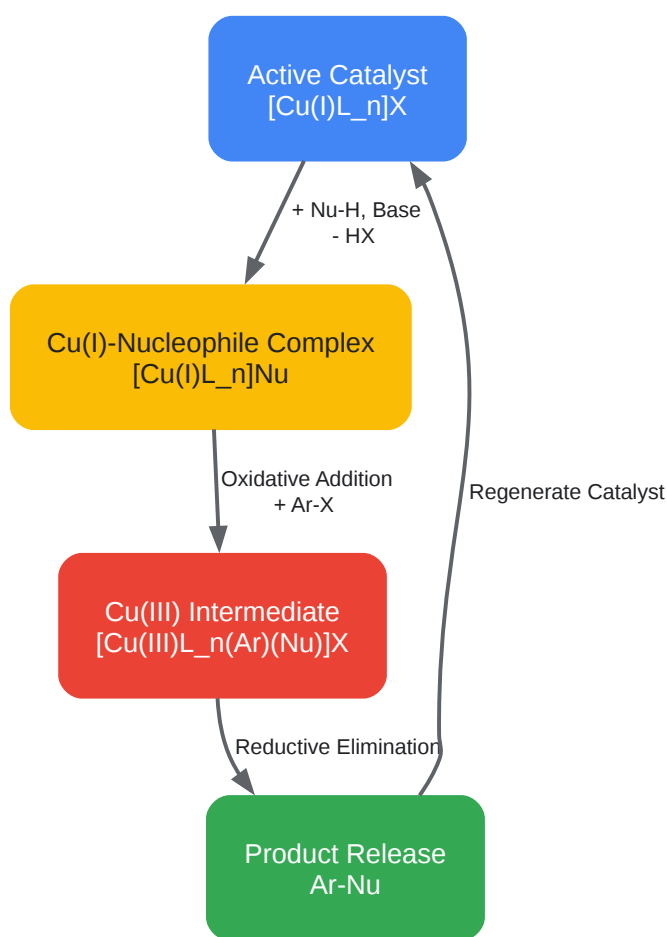 Active Catalyst
[Cu(I)L_n]X
+ Nu-H, Base
- HX
Cu(I)-Nucleophile Complex
[Cu(I)L_n]Nu
Oxidative Addition
+ Ar-X
Regenerate Catalyst
Cu(III) Intermediate
[Cu(III)L_n(Ar)(Nu)]X
Reductive Elimination
Product Release
Ar-Nu